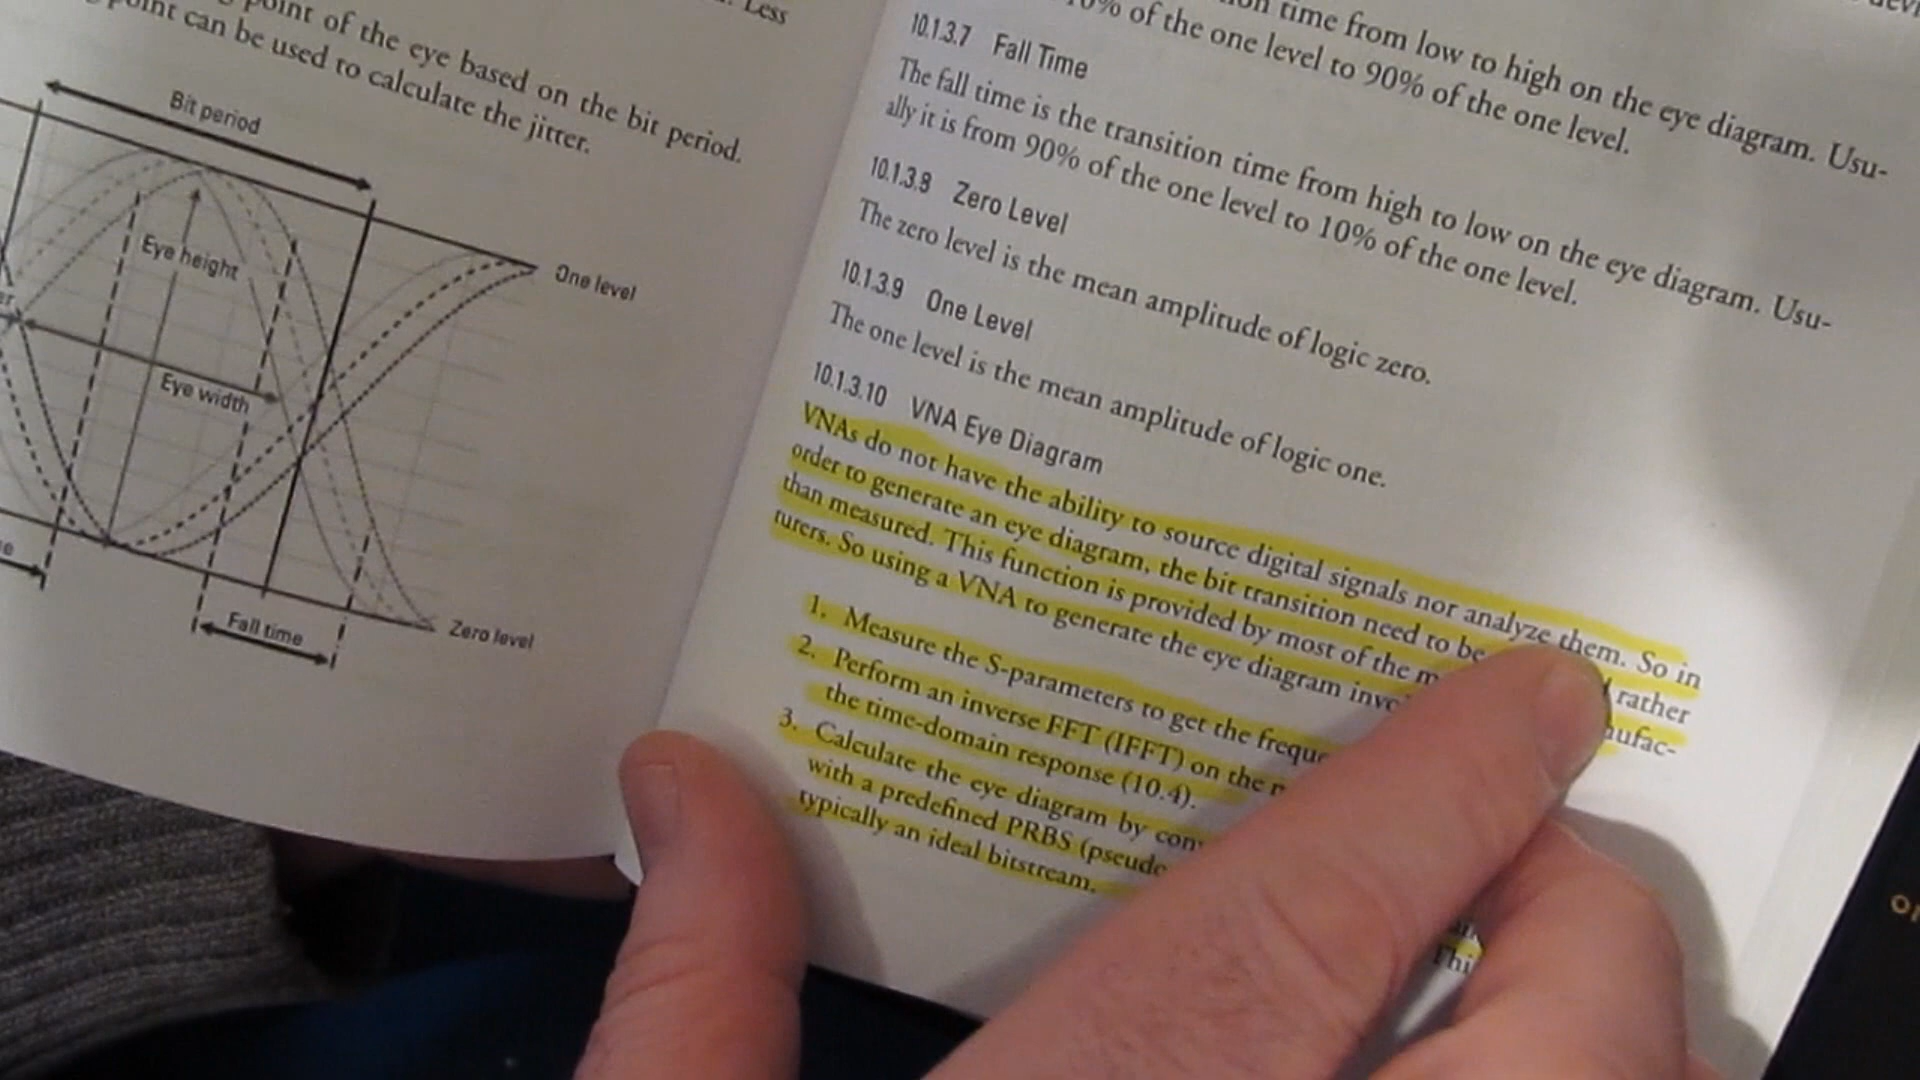 Less
point of the eye based on the bit period.
point can be used to calculate the jitter.
Bit period
Eye height
One level
Eye width
Fall time
Zero level
time from low to high on the eye diagram. Usu-
10% of the one level to 90% of the one level.
10.1.3.7 Fall Time
The fall time is the transition time from high to low on the eye diagram. Usu-
ally it is from 90% of the one level to 10% of the one level.
10.1.3.8 Zero Level
The zero level is the mean amplitude of logic zero.
10.1.3.9 One Level
The one level is the mean amplitude of logic one.
10.1.3.10 VNA Eye Diagram
VNAs do not have the ability to source digital signals nor analyze them. So in
order to generate an eye diagram, the bit transition need to be rather
than measured. This function is provided by most of the
turers. So using a VNA to generate the eye diagram
1. Measure the S-parameters to get the
2. Perform an inverse FFT (IFFT) on the
the time-domain response (10.4).
3. Calculate the eye diagram by
with a predefined PRBS (pseudo
typically an ideal bitstream.